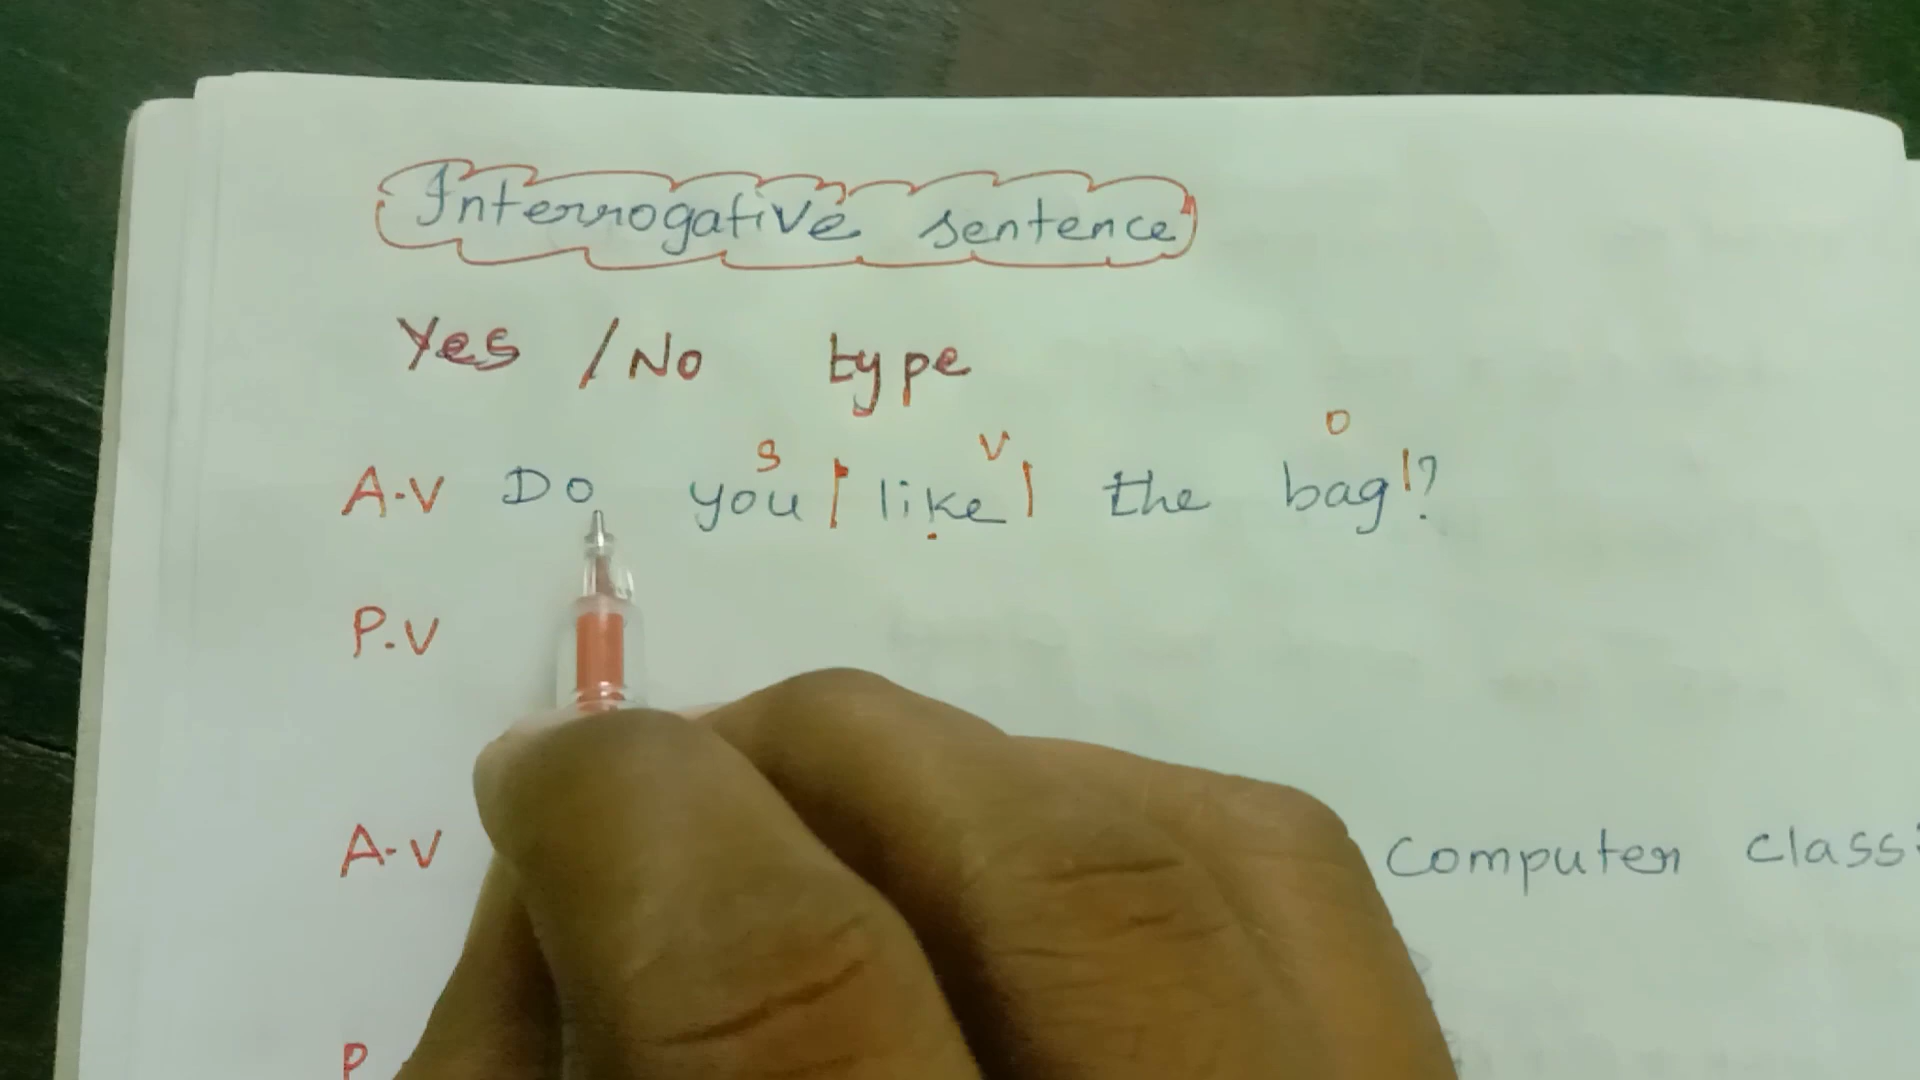 Interrogative sentence
Yes / No type
S V O
A.V Do you | like | the bag |?
P.V
A-V Computer class
P